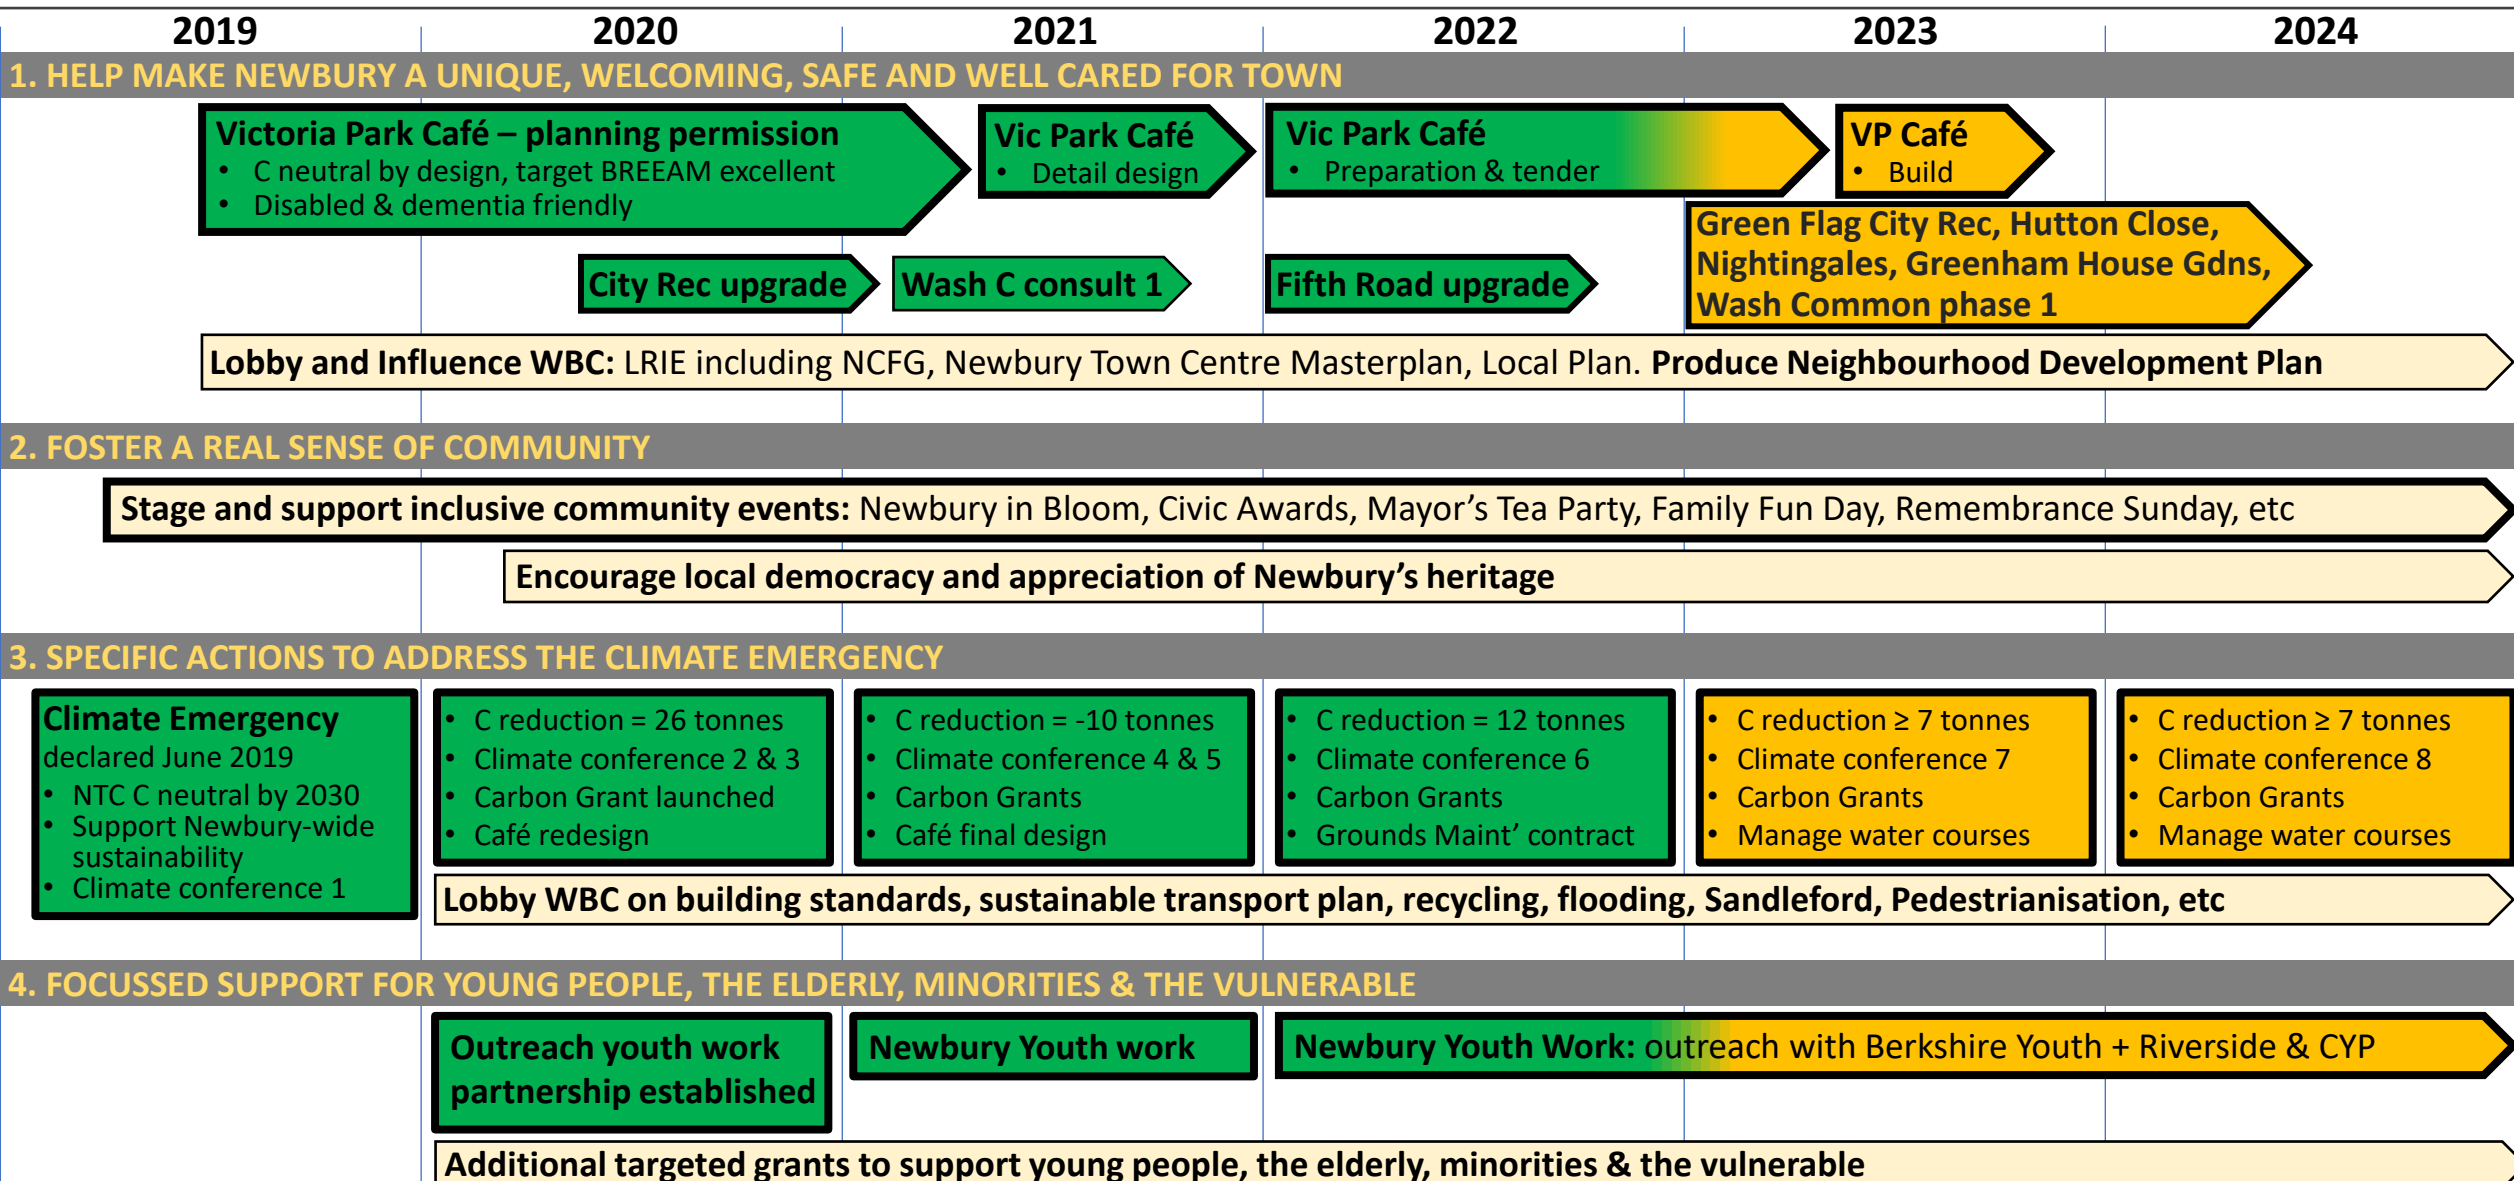 2019 2020 2021 2022 2023 2024
1. HELP MAKE NEWBURY A UNIQUE, WELCOMING, SAFE AND WELL CARED FOR TOWN
Victoria Park Café – planning permission
• C neutral by design, target BREEAM excellent
• Disabled & dementia friendly
Vic Park Café
• Detail design
Vic Park Café
• Preparation & tender
VP Café
• Build
City Rec upgrade
Wash C consult 1
Fifth Road upgrade
Green Flag City Rec, Hutton Close,
Nightingales, Greenham House Gdns,
Wash Common phase 1
Lobby and Influence WBC: LRIE including NCFG, Newbury Town Centre Masterplan, Local Plan. Produce Neighbourhood Development Plan
2. FOSTER A REAL SENSE OF COMMUNITY
Stage and support inclusive community events: Newbury in Bloom, Civic Awards, Mayor’s Tea Party, Family Fun Day, Remembrance Sunday, etc
Encourage local democracy and appreciation of Newbury’s heritage
3. SPECIFIC ACTIONS TO ADDRESS THE CLIMATE EMERGENCY
Climate Emergency
declared June 2019
• NTC C neutral by 2030
• Support Newbury-wide
sustainability
• Climate conference 1
• C reduction = 26 tonnes
• Climate conference 2 & 3
• Carbon Grant launched
• Café redesign
• C reduction = -10 tonnes
• Climate conference 4 & 5
• Carbon Grants
• Café final design
• C reduction = 12 tonnes
• Climate conference 6
• Carbon Grants
• Grounds Maint’ contract
• C reduction ≥ 7 tonnes
• Climate conference 7
• Carbon Grants
• Manage water courses
• C reduction ≥ 7 tonnes
• Climate conference 8
• Carbon Grants
• Manage water courses
Lobby WBC on building standards, sustainable transport plan, recycling, flooding, Sandleford, Pedestrianisation, etc
4. FOCUSSED SUPPORT FOR YOUNG PEOPLE, THE ELDERLY, MINORITIES & THE VULNERABLE
Outreach youth work
partnership established
Newbury Youth work
Newbury Youth Work: outreach with Berkshire Youth + Riverside & CYP
Additional targeted grants to support young people, the elderly, minorities & the vulnerable